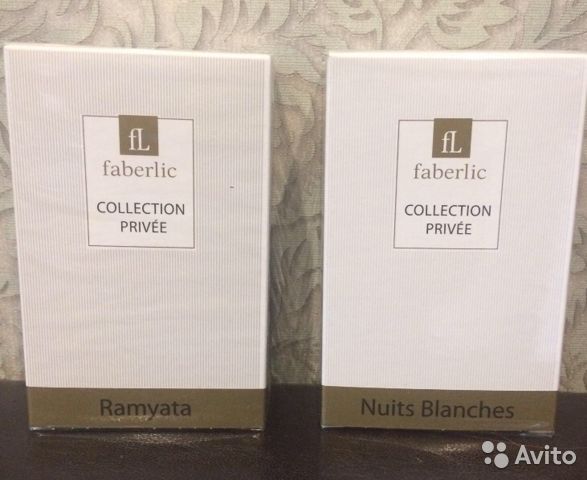 fL
faberlic
COLLECTION
PRIVÉE
Ramyata
fL
faberlic
COLLECTION
PRIVÉE
Nuits Blanches
Avito